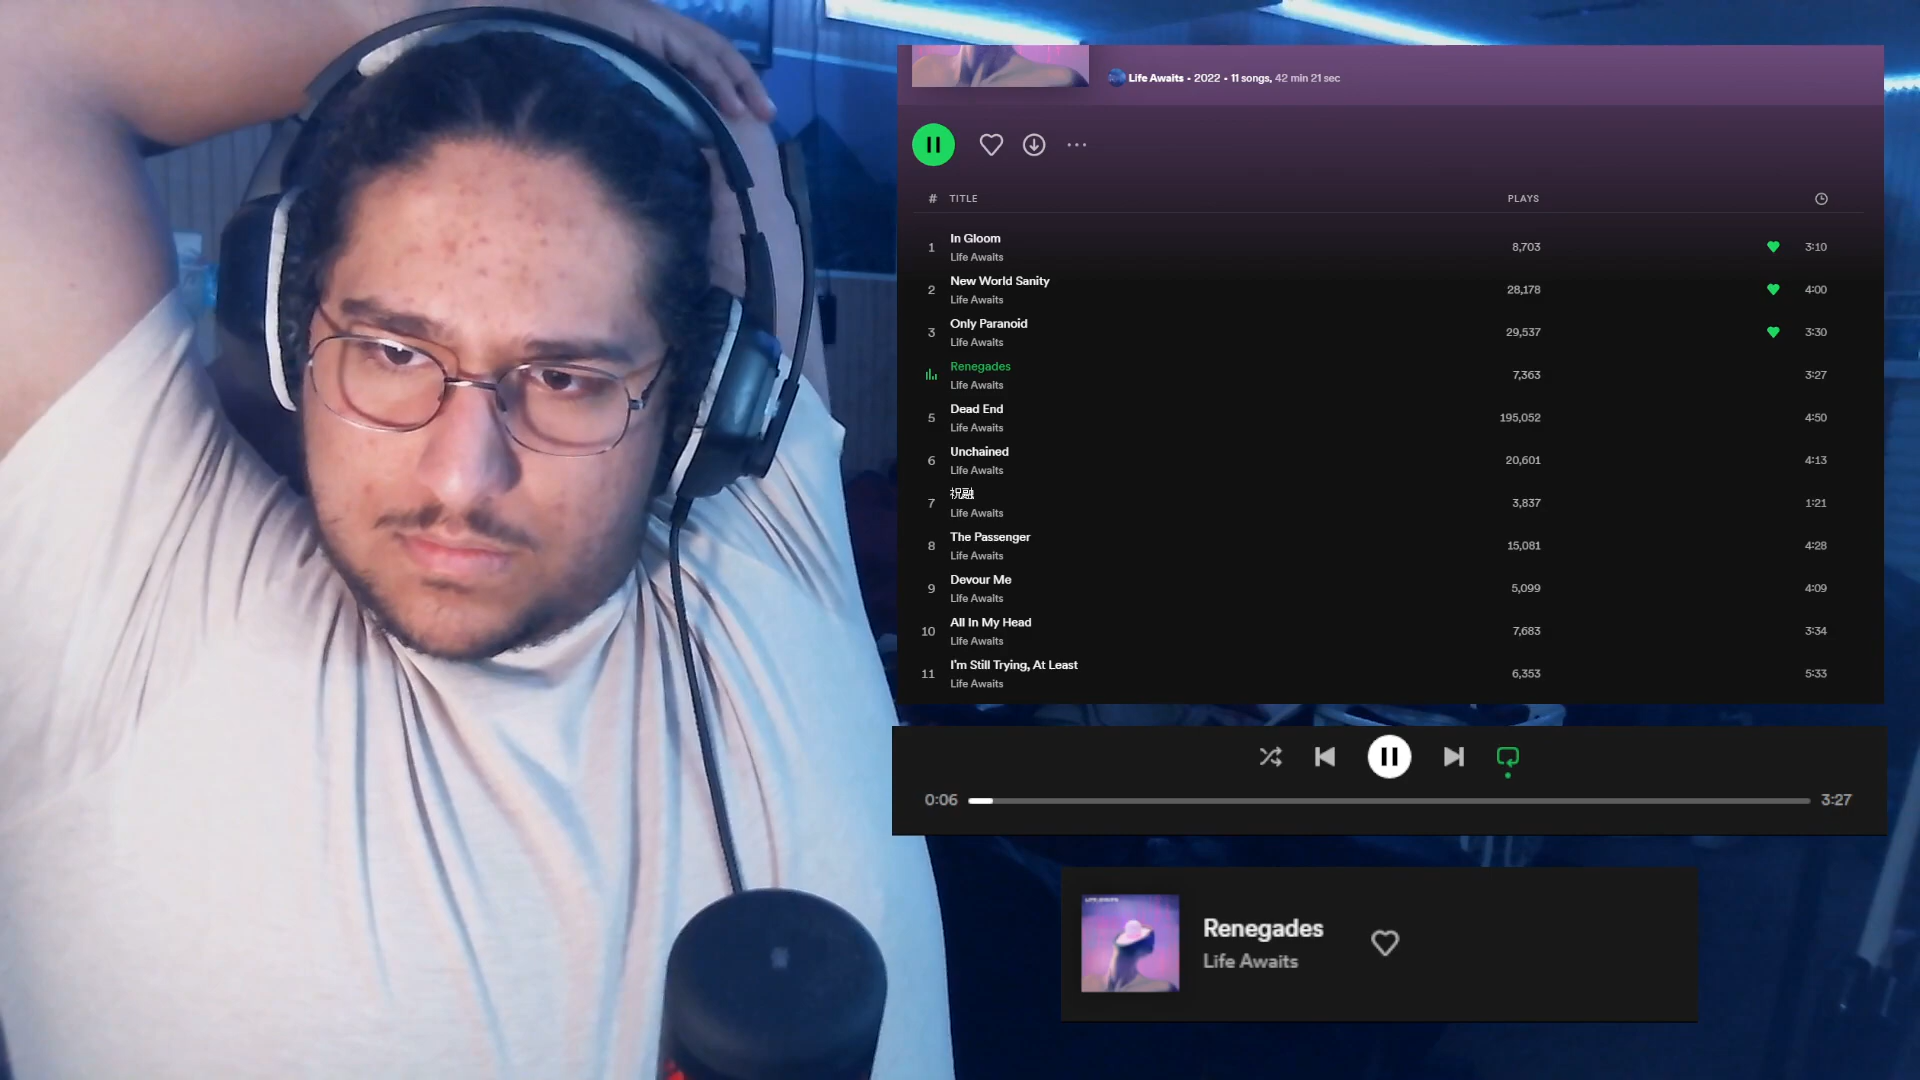 Life Awaits • 2022 • 11 songs, 42 min 21 sec
# TITLE PLAYS
1 In Gloom 8,703 3:10
Life Awaits
2 New World Sanity 28,178 4:00
Life Awaits
3 Only Paranoid 29,537 3:30
Life Awaits
Renegades 7,363 3:27
Life Awaits
5 Dead End 195,052 4:50
Life Awaits
6 Unchained 20,601 4:13
Life Awaits
7 祝融 3,837 1:21
Life Awaits
8 The Passenger 15,081 4:28
Life Awaits
9 Devour Me 5,099 4:09
Life Awaits
10 All In My Head 7,683 3:34
Life Awaits
11 I'm Still Trying, At Least 6,353 5:33
Life Awaits
0:06 3:27
LIFE AWAITS
Renegades
Life Awaits